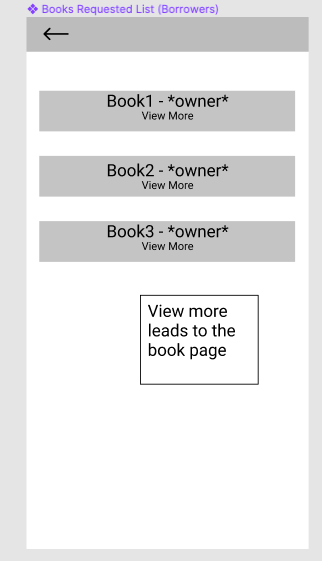 Books Requested List (Borrowers)
Book1 - *owner*
View More
Book2 - *owner*
View More
Book3 - *owner*
View More
View more
leads to the
book page